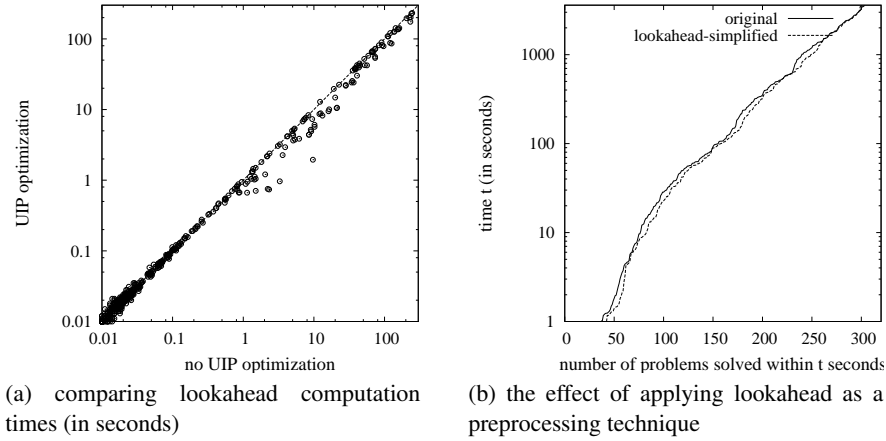 100
10
1
0.1
0.01
0.01 0.1 1 10 100
UIP optimization
no UIP optimization
(a) comparing lookahead computation
times (in seconds)
original
lookahead-simplified
1000
100
10
1
0 50 100 150 200 250 300
time t (in seconds)
number of problems solved within t seconds
(b) the effect of applying lookahead as a
preprocessing technique